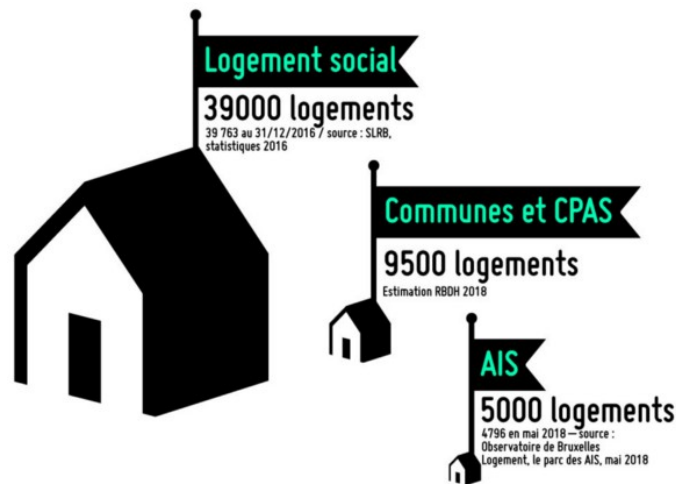 Logement social
39000 logements
39 763 au 31/12/2016 / source : SLRB,
statistiques 2016
Communes et CPAS
9500 logements
Estimation RBDH 2018
AIS
5000 logements
4796 en mai 2018 – source :
Observatoire de Bruxelles
Logement, le parc des AIS, mai 2018